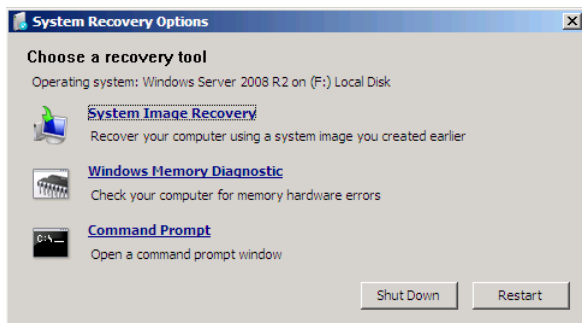 System Recovery Options
Choose a recovery tool
Operating system: Windows Server 2008 R2 on (F:) Local Disk
System Image Recovery
Recover your computer using a system image you created earlier
Windows Memory Diagnostic
Check your computer for memory hardware errors
C:\_
Command Prompt
Open a command prompt window
Shut Down Restart